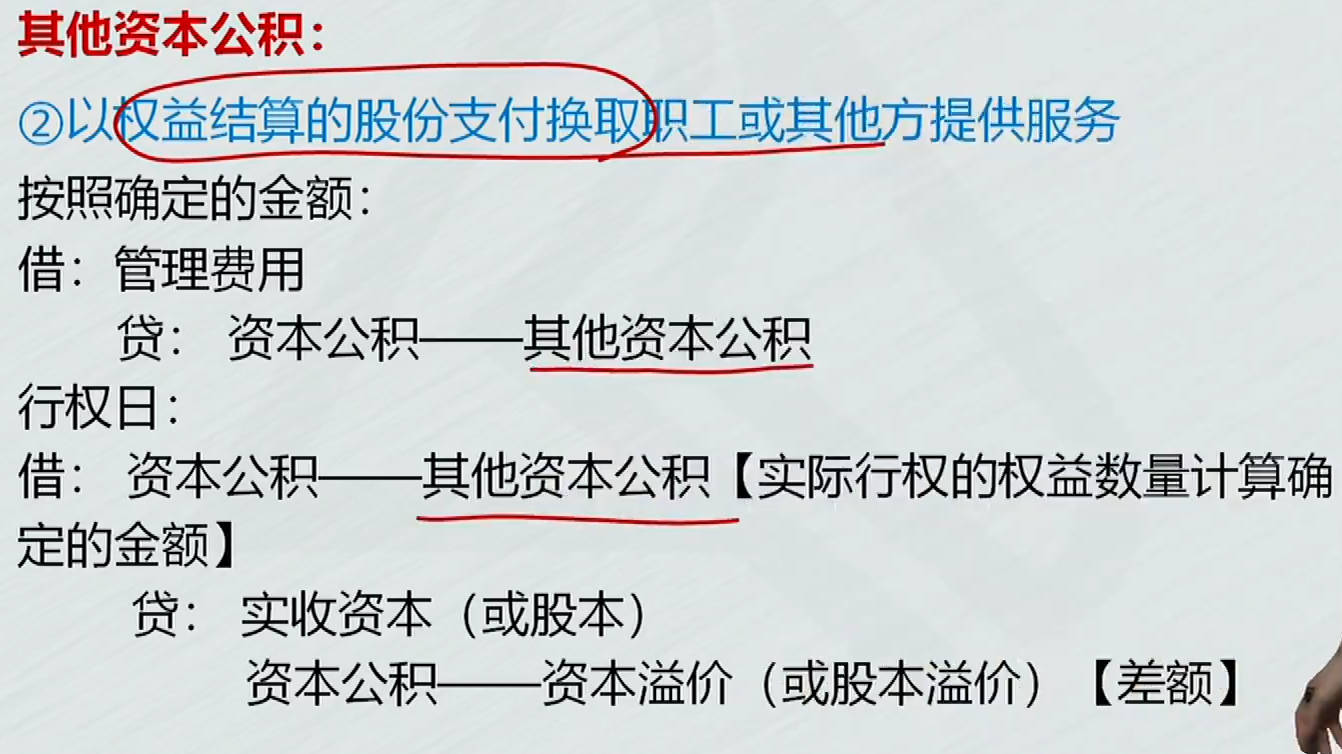 其他资本公积：
②以权益结算的股份支付换取职工或其他方提供服务
按照确定的金额：
借：管理费用
贷： 资本公积——其他资本公积
行权日：
借： 资本公积——其他资本公积【实际行权的权益数量计算确
定的金额】
贷： 实收资本（或股本）
资本公积——资本溢价（或股本溢价）【差额】